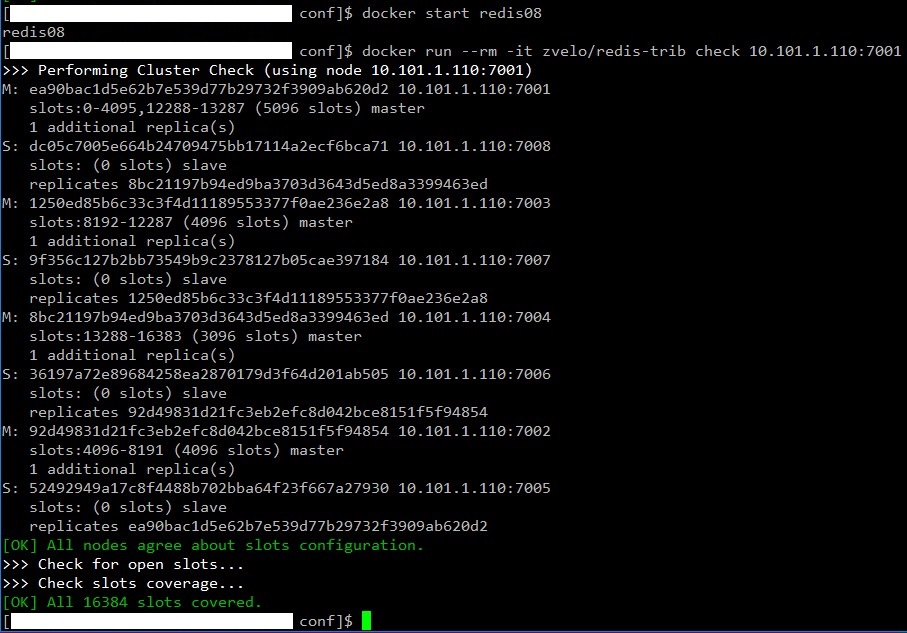 [ conf]$ docker start redis08
redis08
[ conf]$ docker run --rm -it zvelo/redis-trib check 10.101.1.110:7001
>>> Performing Cluster Check (using node 10.101.1.110:7001)
M: ea90bac1d5e62b7e539d77b29732f3909ab620d2 10.101.1.110:7001
   slots:0-4095,12288-13287 (5096 slots) master
   1 additional replica(s)
S: dc05c7005e664b24709475bb17114a2ecf6bca71 10.101.1.110:7008
   slots: (0 slots) slave
   replicates 8bc21197b94ed9ba3703d3643d5ed8a3399463ed
M: 1250ed85b6c33c3f4d11189553377f0ae236e2a8 10.101.1.110:7003
   slots:8192-12287 (4096 slots) master
   1 additional replica(s)
S: 9f356c127b2bb73549b9c2378127b05cae397184 10.101.1.110:7007
   slots: (0 slots) slave
   replicates 1250ed85b6c33c3f4d11189553377f0ae236e2a8
M: 8bc21197b94ed9ba3703d3643d5ed8a3399463ed 10.101.1.110:7004
   slots:13288-16383 (3096 slots) master
   1 additional replica(s)
S: 36197a72e89684258ea2870179d3f64d201ab505 10.101.1.110:7006
   slots: (0 slots) slave
   replicates 92d49831d21fc3eb2efc8d042bce8151f5f94854
M: 92d49831d21fc3eb2efc8d042bce8151f5f94854 10.101.1.110:7002
   slots:4096-8191 (4096 slots) master
   1 additional replica(s)
S: 52492949a17c8f4488b702bba64f23f667a27930 10.101.1.110:7005
   slots: (0 slots) slave
   replicates ea90bac1d5e62b7e539d77b29732f3909ab620d2
[OK] All nodes agree about slots configuration.
>>> Check for open slots...
>>> Check slots coverage...
[OK] All 16384 slots covered.
[ conf]$